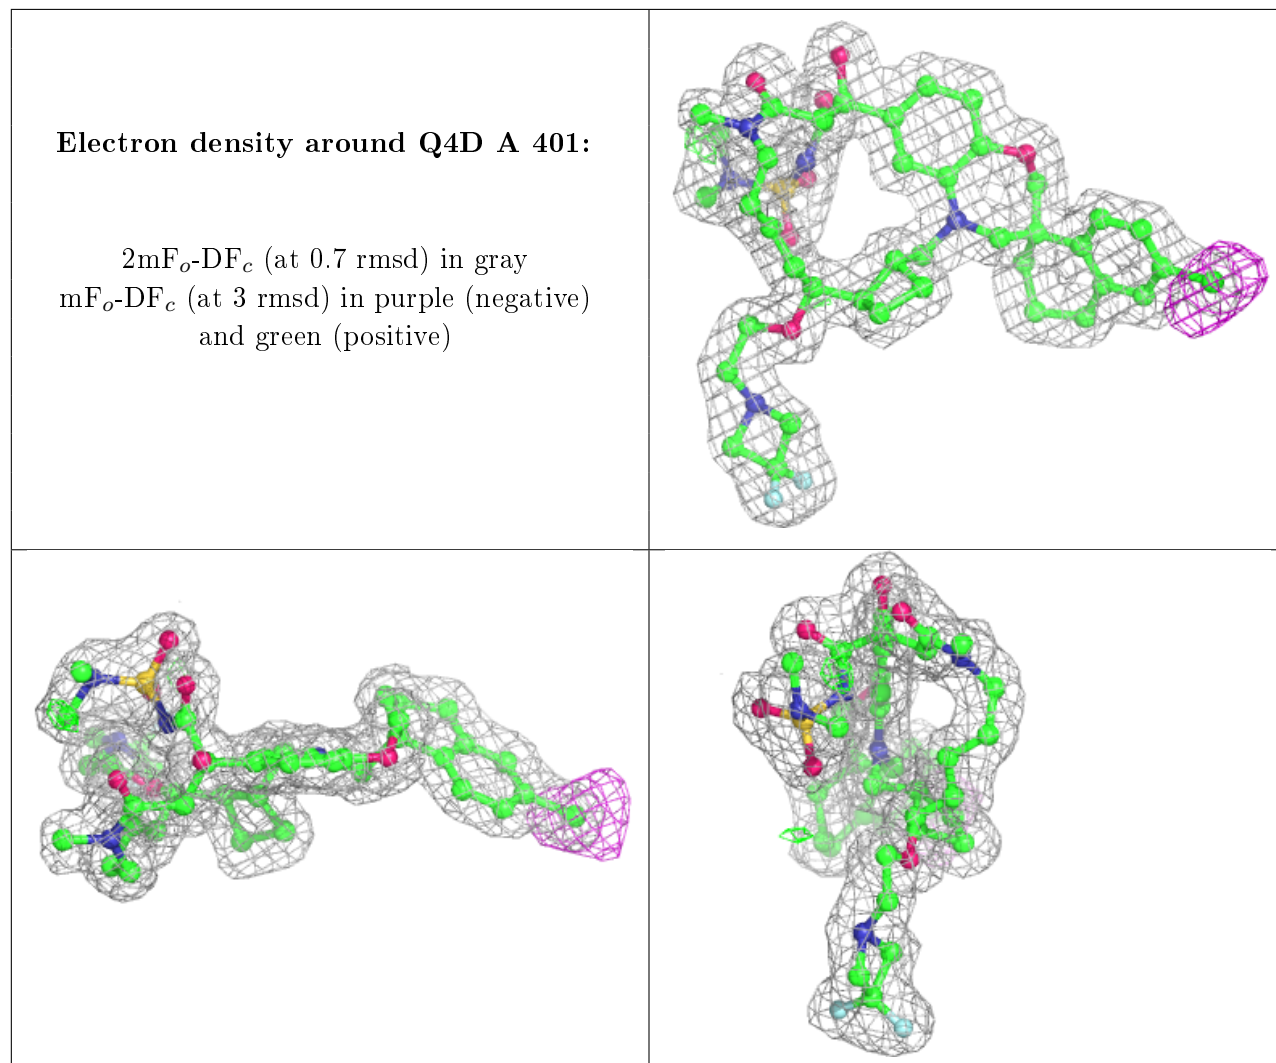 Electron density around Q4D A 401:
2mFo-DFc (at 0.7 rmsd) in gray
mFo-DFc (at 3 rmsd) in purple (negative)
and green (positive)